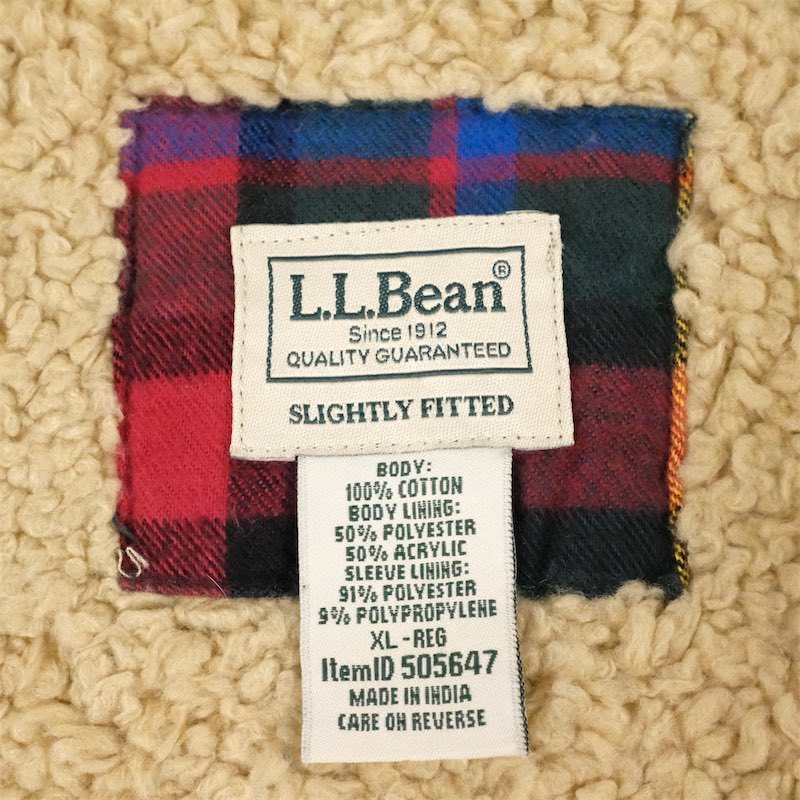 L.L.Bean®
Since 1912
QUALITY GUARANTEED
SLIGHTLY FITTED
BODY:
100% COTTON
BODY LINING:
50% POLYESTER
50% ACRYLIC
SLEEVE LINING:
91% POLYESTER
9% POLYPROPYLENE
XL - REG
ItemID 505647
MADE IN INDIA
CARE ON REVERSE